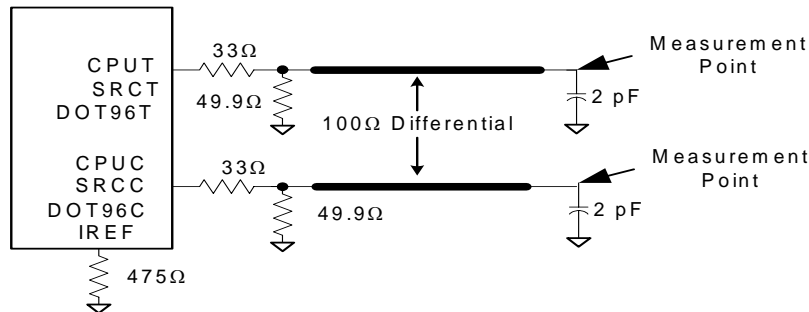 CPUT
SRCT
DOT96T
CPUC
SRCC
DOT96C
IREF
475Ω
33Ω
49.9Ω
33Ω
49.9Ω
100Ω Differential
Measurement
Point
2 pF
Measurement
Point
2 pF